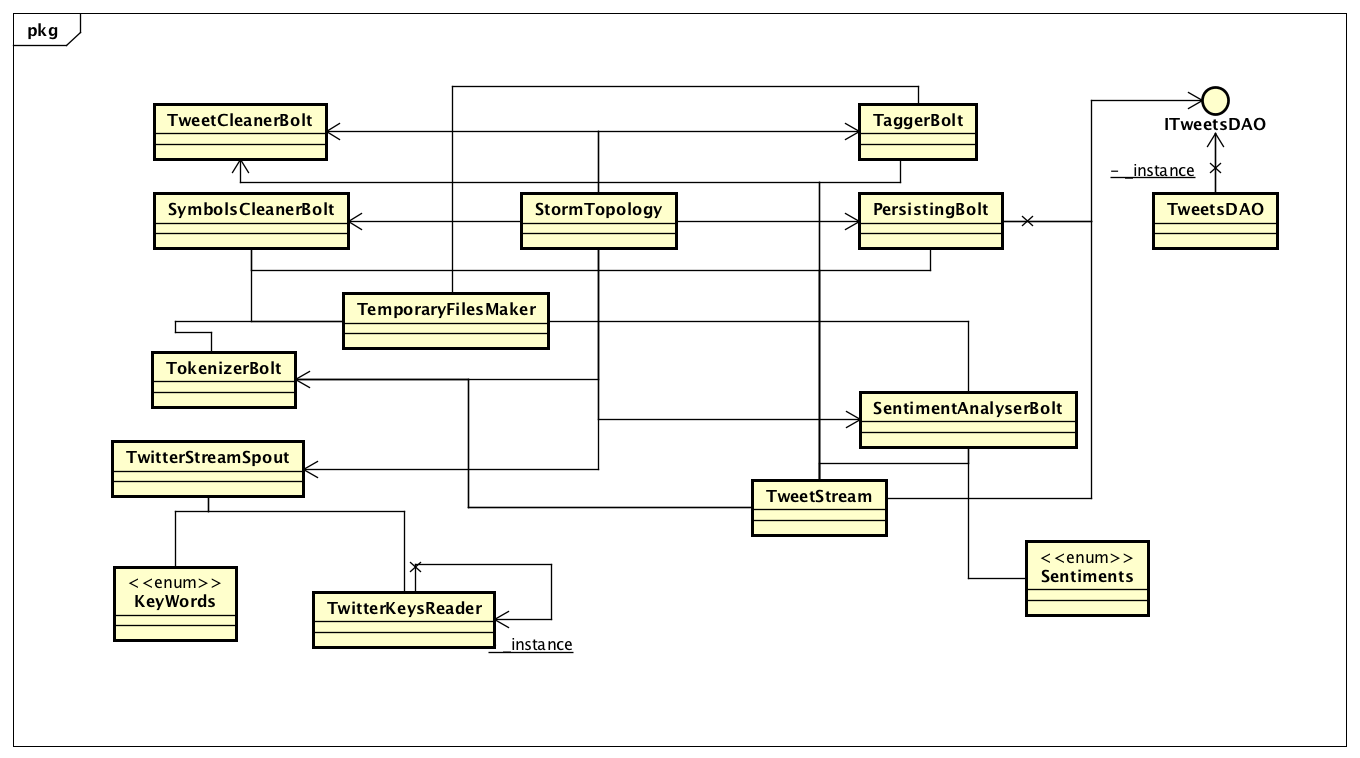 pkg
TweetCleanerBolt
TaggerBolt
ITweetsDAO
- _instance
SymbolsCleanerBolt
StormTopology
PersistingBolt
TweetsDAO
TemporaryFilesMaker
TokenizerBolt
SentimentAnalyserBolt
TwitterStreamSpout
TweetStream
<<enum>>
Sentiments
<<enum>>
KeyWords
TwitterKeysReader
_instance